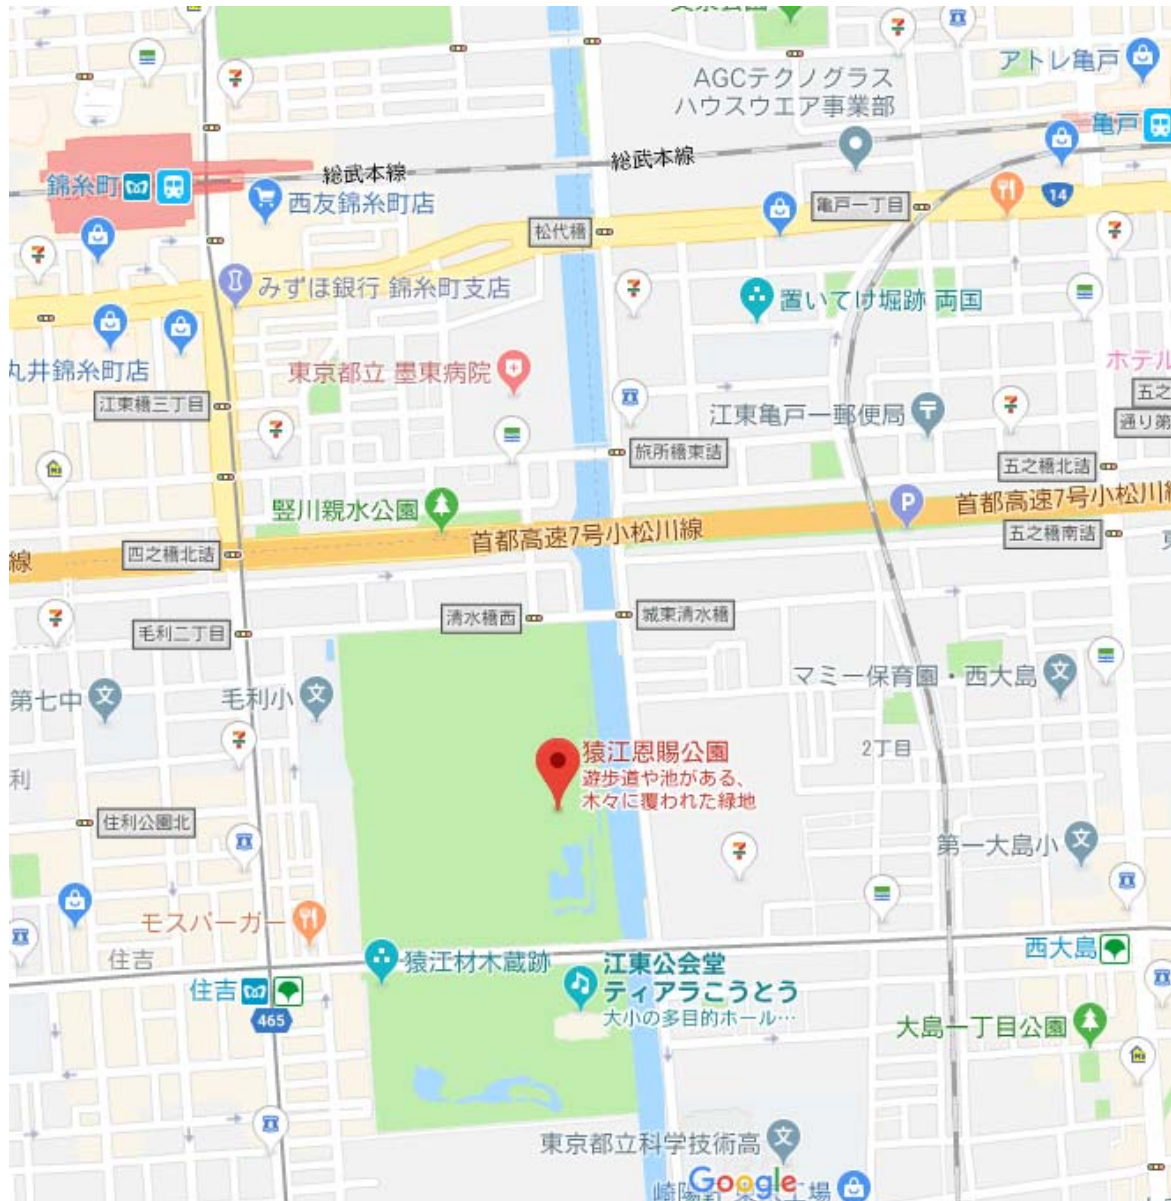 アトレ亀戸
AGCテクノグラス
ハウスウエア事業部
亀戸
総武本線
総武本線
錦糸町
西友錦糸町店
亀戸一丁目
14
松代橋
みずほ銀行 錦糸町支店
置いてけ堀跡 両国
丸井錦糸町店
東京都立 墨東病院
ホテル
江東橋三丁目
五之
通り第
江東亀戸一郵便局
旅所橋東詰
五之橋北詰
竪川親水公園
P
首都高速7号小松川
首都高速7号小松川線
五之橋南詰
線
四之橋北詰
清水橋西
城東清水橋
毛利二丁目
マミー保育園・西大島
文
第七中
文
毛利小
文
猿江恩賜公園
遊歩道や池がある、
木々に覆われた緑地
2丁目
利
住利公園北
第一大島小
文
モスバーガー
住吉
猿江材木蔵跡
西大島
江東公会堂
ティアラこうとう
大小の多目的ホール…
住吉
465
大島一丁目公園
東京都立科学技術高
文
Google